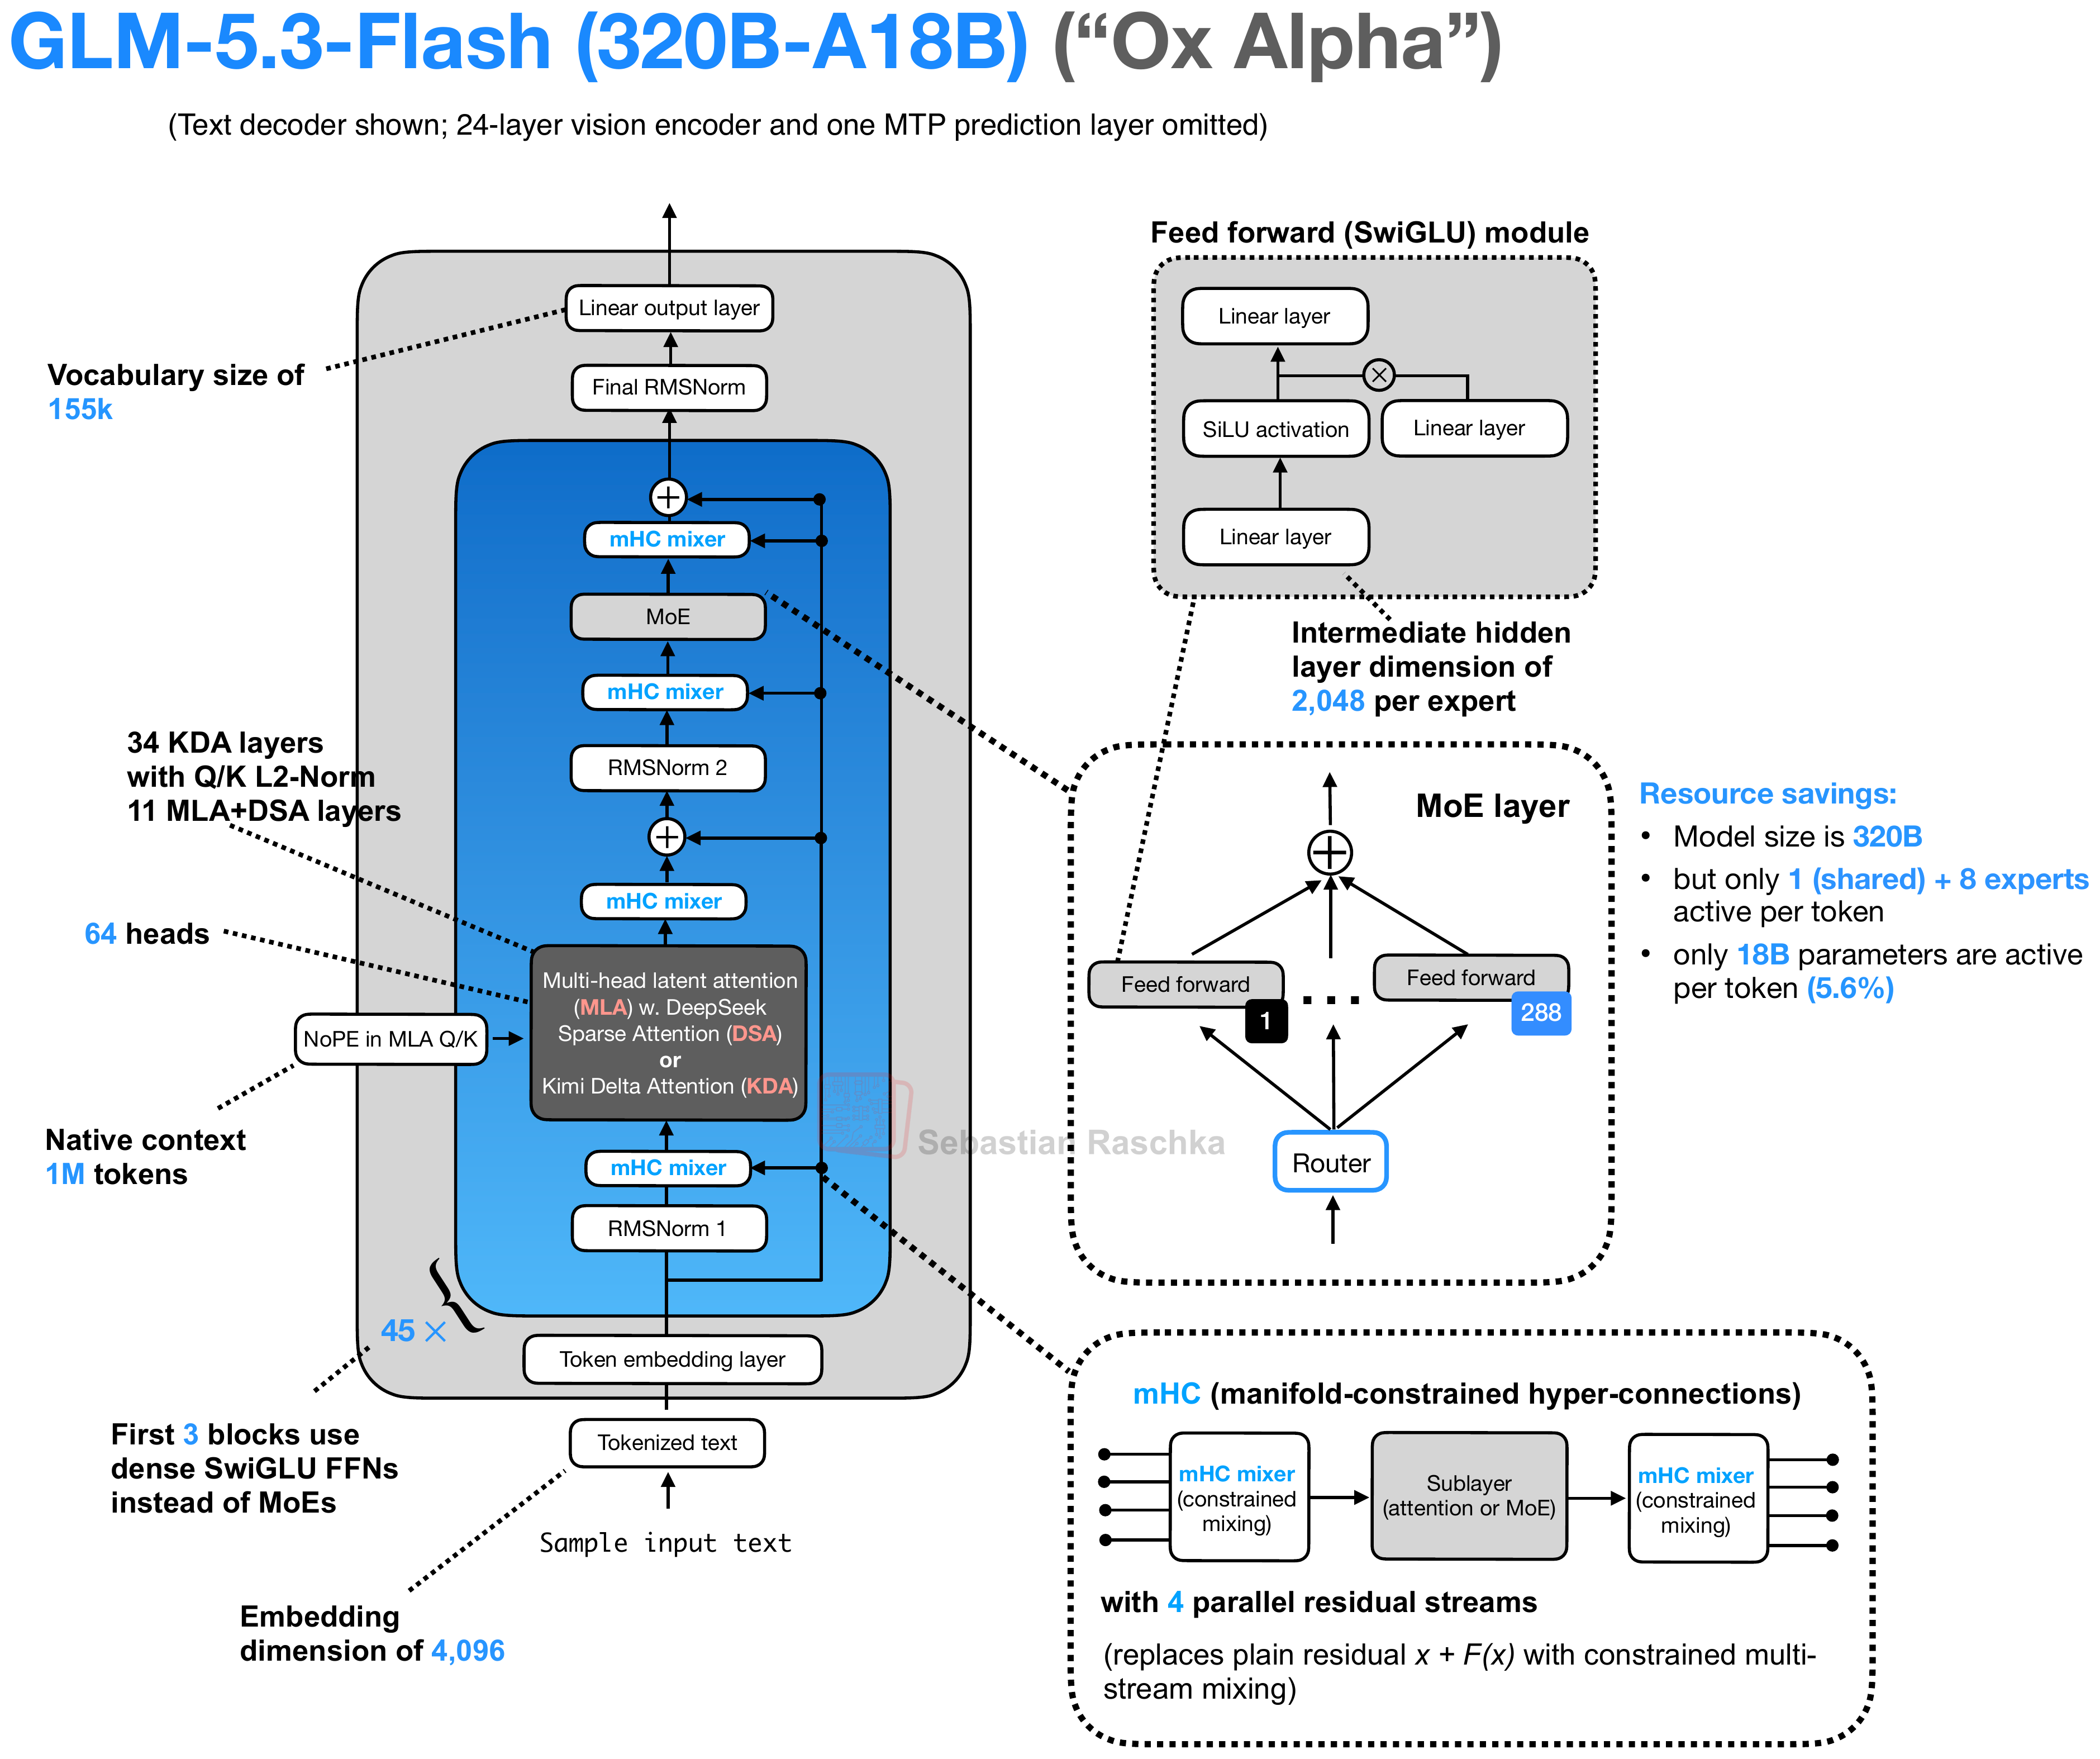 GLM-5.3-Flash (320B-A18B) (“Ox Alpha”)
(Text decoder shown; 24-layer vision encoder and one MTP prediction layer omitted)
Linear output layer
Final RMSNorm
Vocabulary size of
155k
mHC mixer
MoE
mHC mixer
RMSNorm 2
34 KDA layers
with Q/K L2-Norm
11 MLA+DSA layers
mHC mixer
64 heads
Multi-head latent attention
(MLA) w. DeepSeek
Sparse Attention (DSA)
or
Kimi Delta Attention (KDA)
NoPE in MLA Q/K
Native context
1M tokens
mHC mixer
RMSNorm 1
45 ×
Token embedding layer
First 3 blocks use
dense SwiGLU FFNs
instead of MoEs
Tokenized text
Sample input text
Embedding
dimension of 4,096
Sebastian Raschka
Feed forward (SwiGLU) module
Linear layer
SiLU activation
Linear layer
Linear layer
Intermediate hidden
layer dimension of
2,048 per expert
MoE layer
Feed forward
1
Feed forward
288
Router
Resource savings:
• Model size is 320B
• but only 1 (shared) + 8 experts
active per token
• only 18B parameters are active
per token (5.6%)
mHC (manifold-constrained hyper-connections)
mHC mixer
(constrained
mixing)
Sublayer
(attention or MoE)
mHC mixer
(constrained
mixing)
with 4 parallel residual streams
(replaces plain residual x + F(x) with constrained multi-
stream mixing)